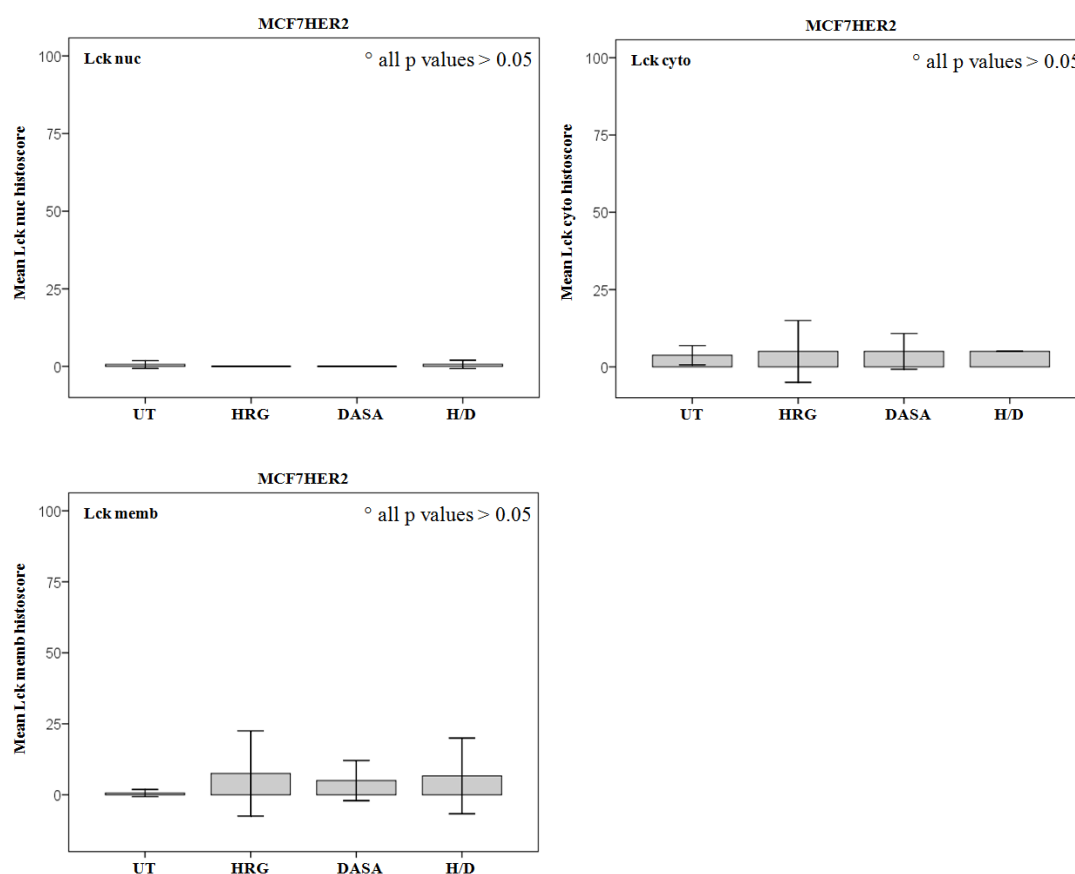 MCF7HER2
Lck nuc
° all p values > 0.05
Mean Lck nuc histoscore
100
75
50
25
0
UT HRG DASA H/D
MCF7HER2
Lck cyto
° all p values > 0.05
Mean Lck cyto histoscore
100
75
50
25
0
UT HRG DASA H/D
MCF7HER2
Lck memb
° all p values > 0.05
Mean Lck memb histoscore
100
75
50
25
0
UT HRG DASA H/D